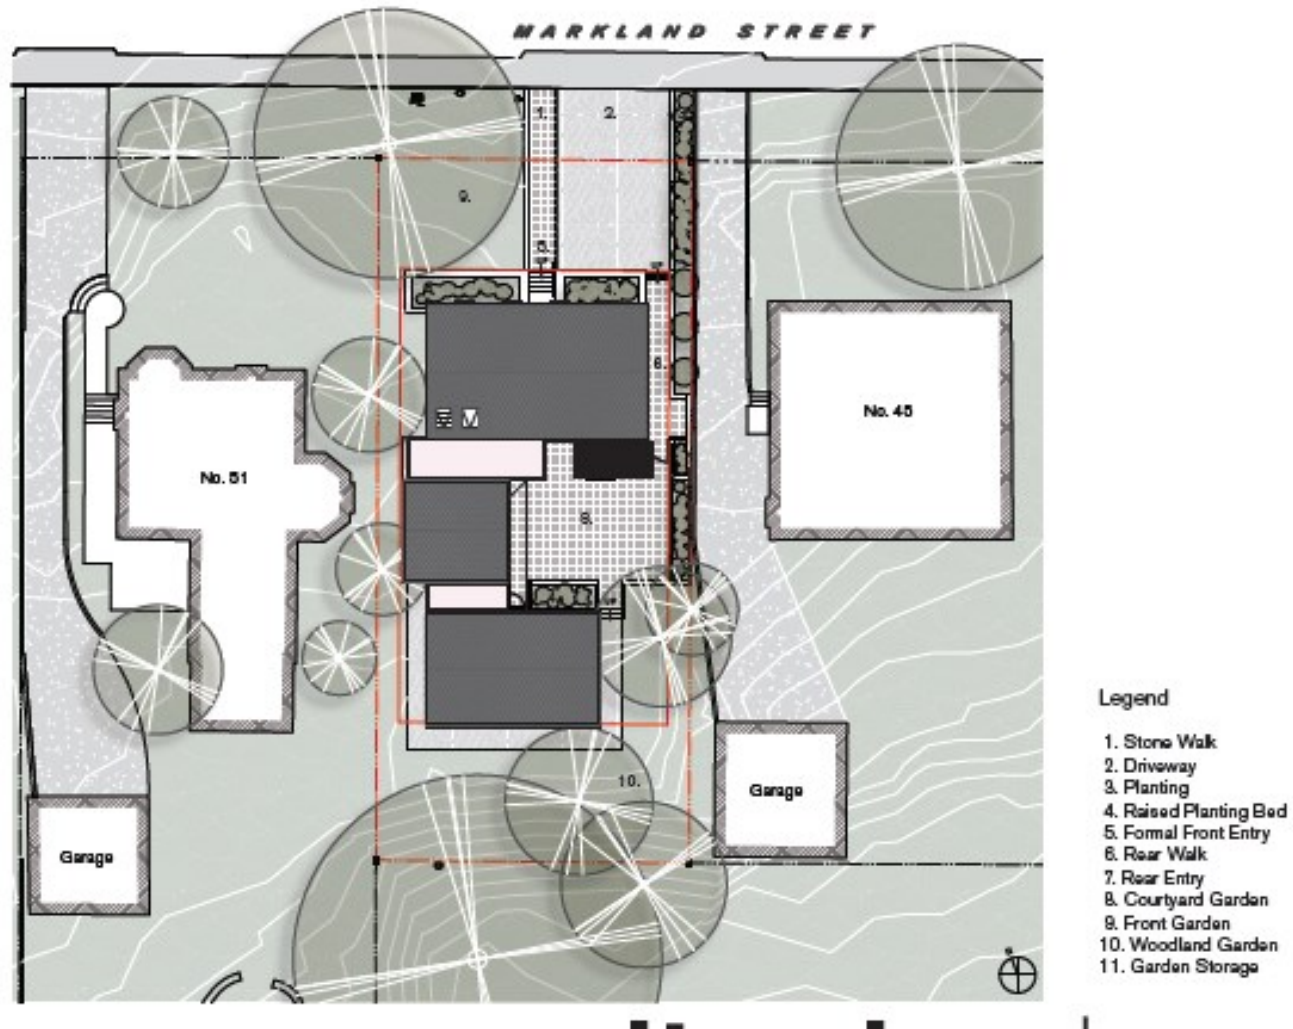 MARKLAND STREET
1.
2.
9.
5.
4.
6.
No. 45
No. 51
8.
10.
Garage
Garage
Legend
1. Stone Walk
2. Driveway
3. Planting
4. Raised Planting Bed
5. Formal Front Entry
6. Rear Walk
7. Rear Entry
8. Courtyard Garden
9. Front Garden
10. Woodland Garden
11. Garden Storage